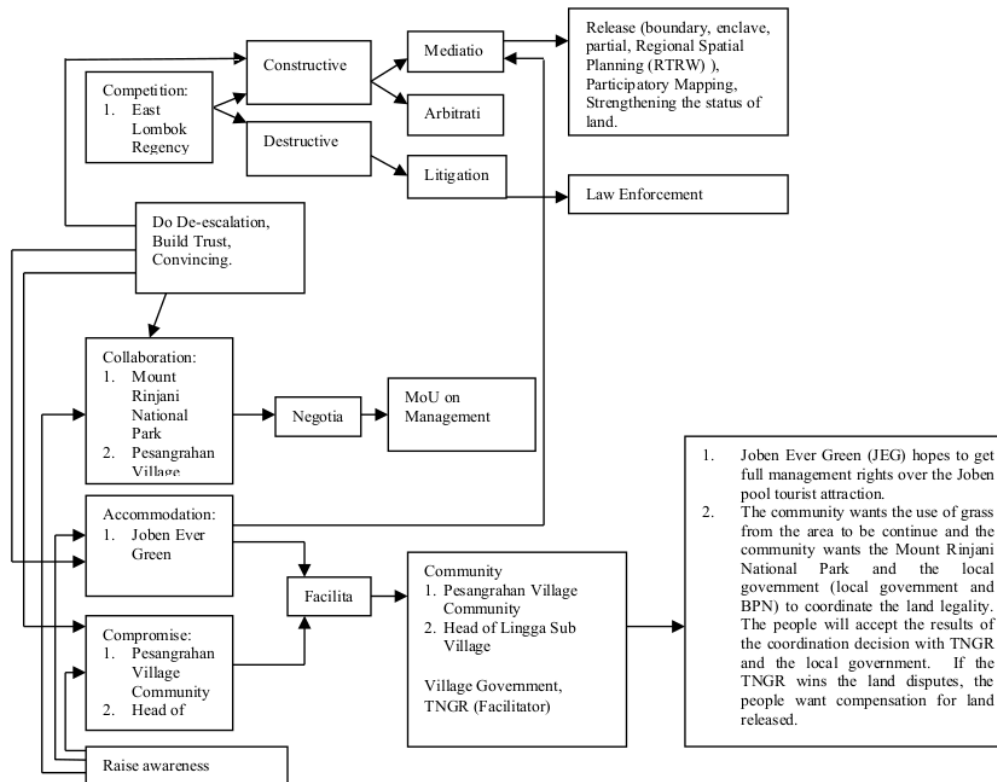 Competition:
1. East
Lombok
Regency
Constructive
Destructive
Mediatio
Arbitrati
Litigation
Release (boundary, enclave,
partial, Regional Spatial
Planning (RTRW) ),
Participatory Mapping,
Strengthening the status of
land.
Law Enforcement
Do De-escalation,
Build Trust,
Convincing.
Collaboration:
1. Mount
Rinjani
National
Park
2. Pesangrahan
Village
Negotia
MoU on
Management
Accommodation:
1. Joben Ever
Green
Facilita
Compromise:
1. Pesangrahan
Village
Community
2. Head of
Raise awareness
Community
1. Pesangrahan Village
Community
2. Head of Lingga Sub
Village
Village Government,
TNGR (Facilitator)
1. Joben Ever Green (JEG) hopes to get
full management rights over the Joben
pool tourist attraction.
2. The community wants the use of grass
from the area to be continue and the
community wants the Mount Rinjani
National Park and the local
government (local government and
BPN) to coordinate the land legality.
The people will accept the results of
the coordination decision with TNGR
and the local government. If the
TNGR wins the land disputes, the
people want compensation for land
released.